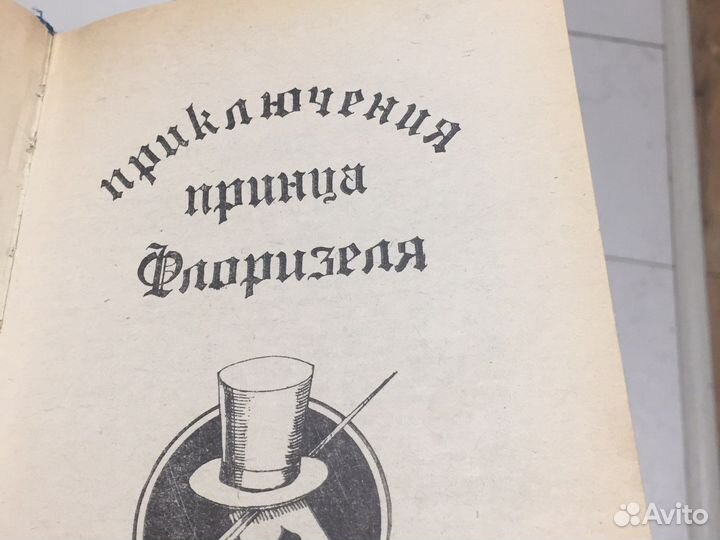 приключения
принца
Флоризеля
Avito